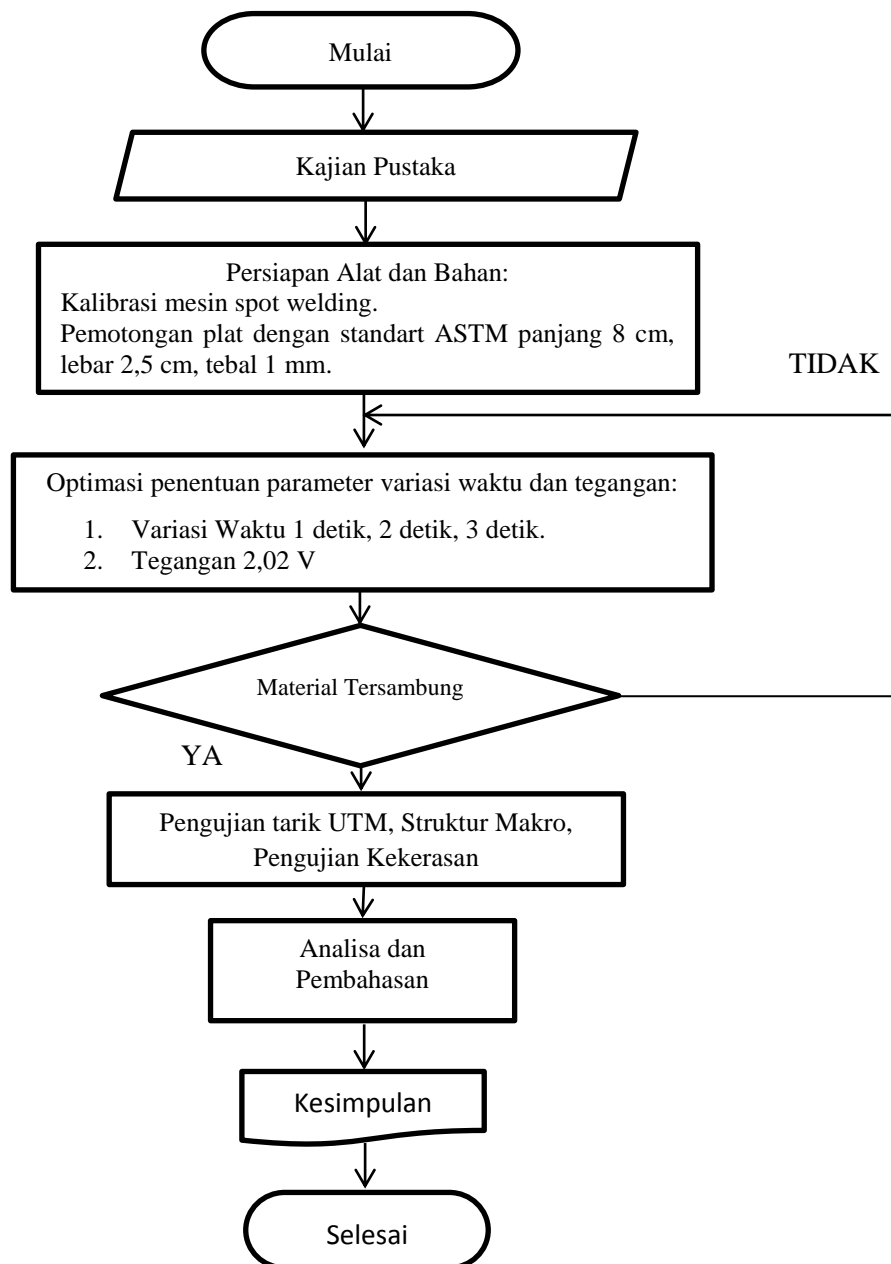 Mulai
Kajian Pustaka
Persiapan Alat dan Bahan:
Kalibrasi mesin spot welding.
Pemotongan plat dengan standart ASTM panjang 8 cm,
lebar 2,5 cm, tebal 1 mm.
TIDAK
Optimasi penentuan parameter variasi waktu dan tegangan:
1. Variasi Waktu 1 detik, 2 detik, 3 detik.
2. Tegangan 2,02 V
Material Tersambung
YA
Pengujian tarik UTM, Struktur Makro,
Pengujian Kekerasan
Analisa dan
Pembahasan
Kesimpulan
Selesai